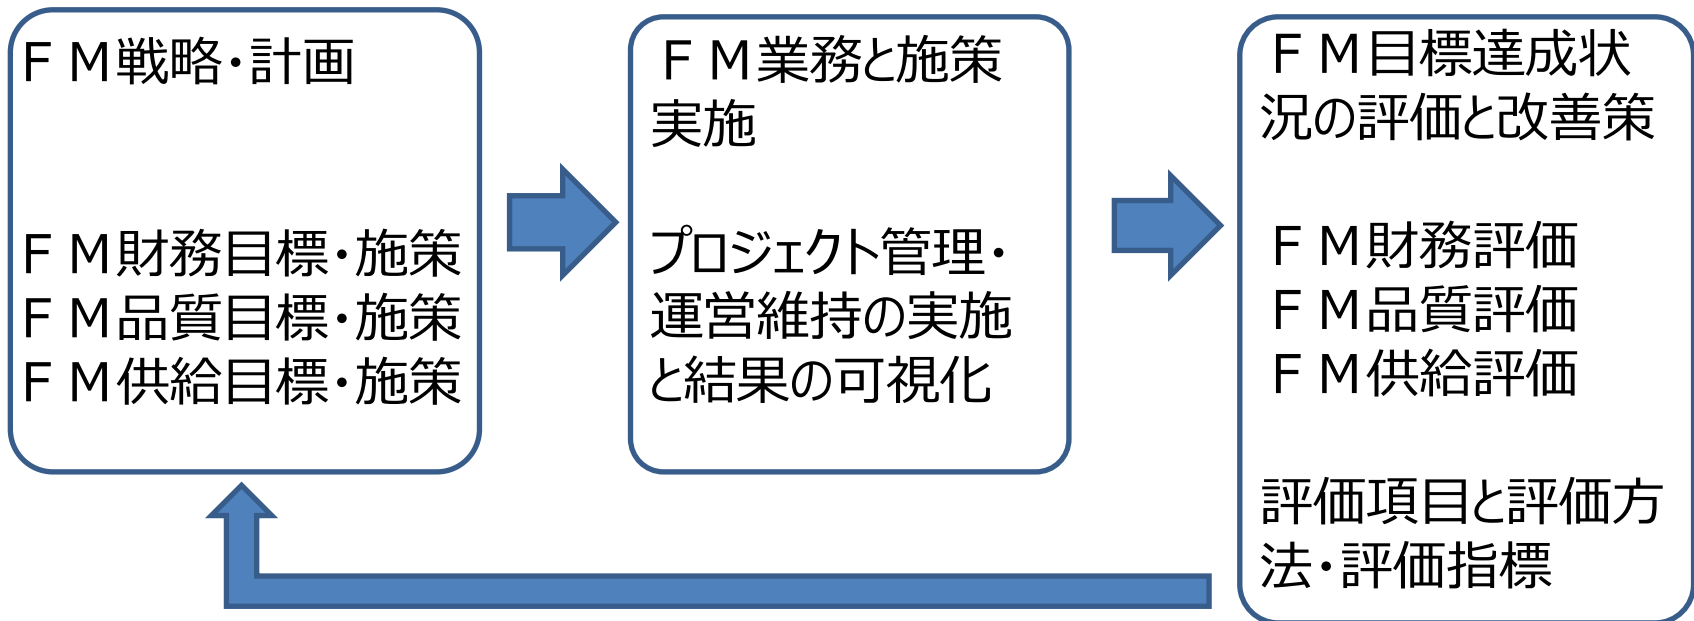 ＦＭ戦略・計画
ＦＭ財務目標・施策
ＦＭ品質目標・施策
ＦＭ供給目標・施策
ＦＭ業務と施策
実施
プロジェクト管理・
運営維持の実施
と結果の可視化
ＦＭ目標達成状
況の評価と改善策
ＦＭ財務評価
ＦＭ品質評価
ＦＭ供給評価
評価項目と評価方
法・評価指標